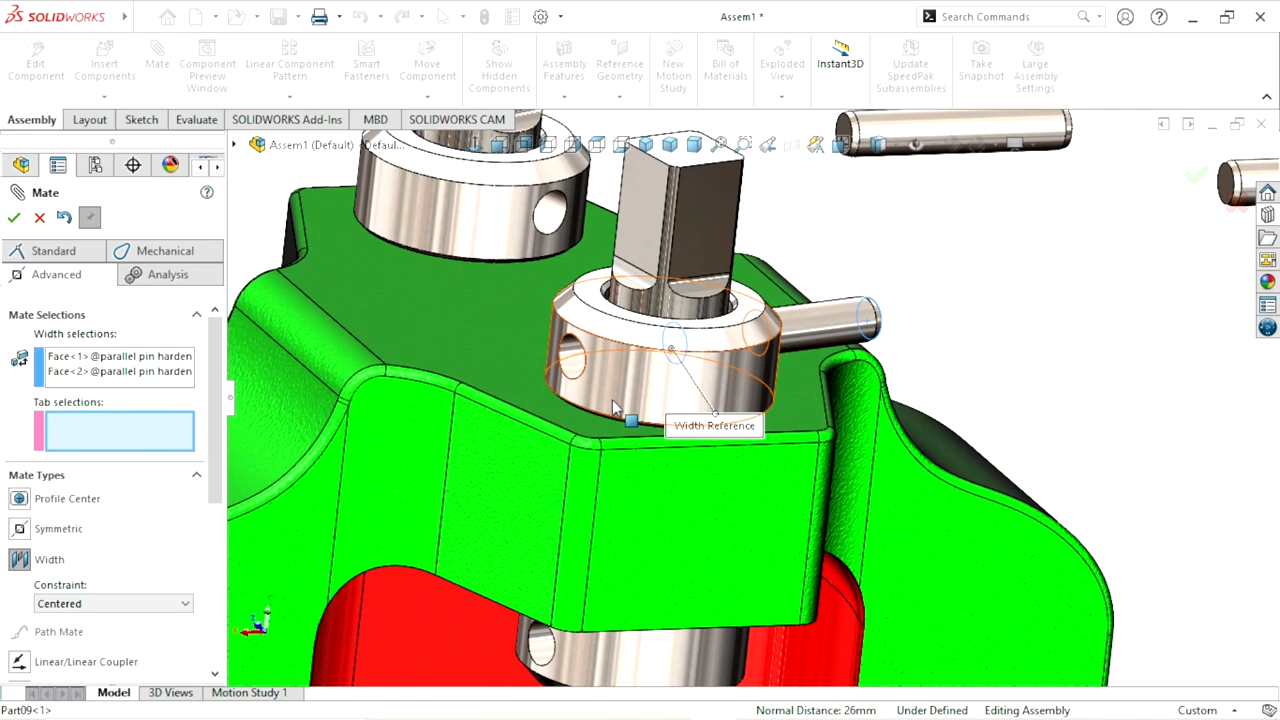 SOLIDWORKS
Assem1 *
Search Commands
Edit Component
Insert Components
Mate
Component Preview Window
Linear Component Pattern
Smart Fasteners
Move Component
Show Hidden Components
Assembly Features
Reference Geometry
New Motion Study
Bill of Materials
Exploded View
Instant3D
Update SpeedPak Subassemblies
Take Snapshot
Large Assembly Settings
Assembly
Layout
Sketch
Evaluate
SOLIDWORKS Add-Ins
MBD
SOLIDWORKS CAM
Assem1 (Default) <Default...
Mate
Standard
Mechanical
Advanced
Analysis
Mate Selections
Width selections:
Face<1>@parallel pin harden
Face<2>@parallel pin harden
Tab selections:
Mate Types
Profile Center
Symmetric
Width
Constraint:
Centered
Path Mate
Linear/Linear Coupler
Width Reference
Model
3D Views
Motion Study 1
Part09<1>
Normal Distance: 26mm
Under Defined
Editing Assembly
Custom